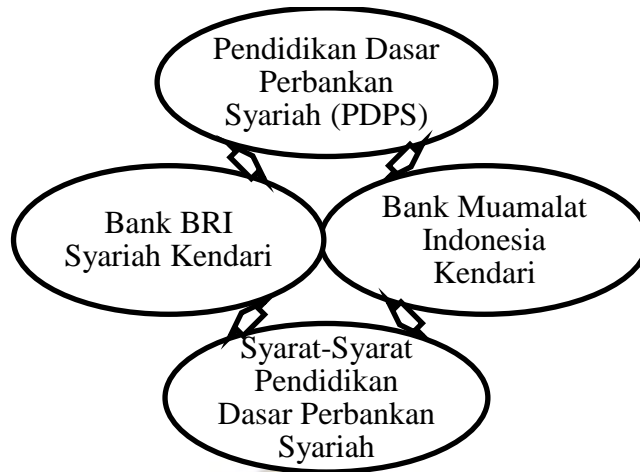 Pendidikan Dasar
Perbankan
Syariah (PDPS)
Bank BRI
Syariah Kendari
Bank Muamalat
Indonesia
Kendari
Syarat-Syarat
Pendidikan
Dasar Perbankan
Syariah